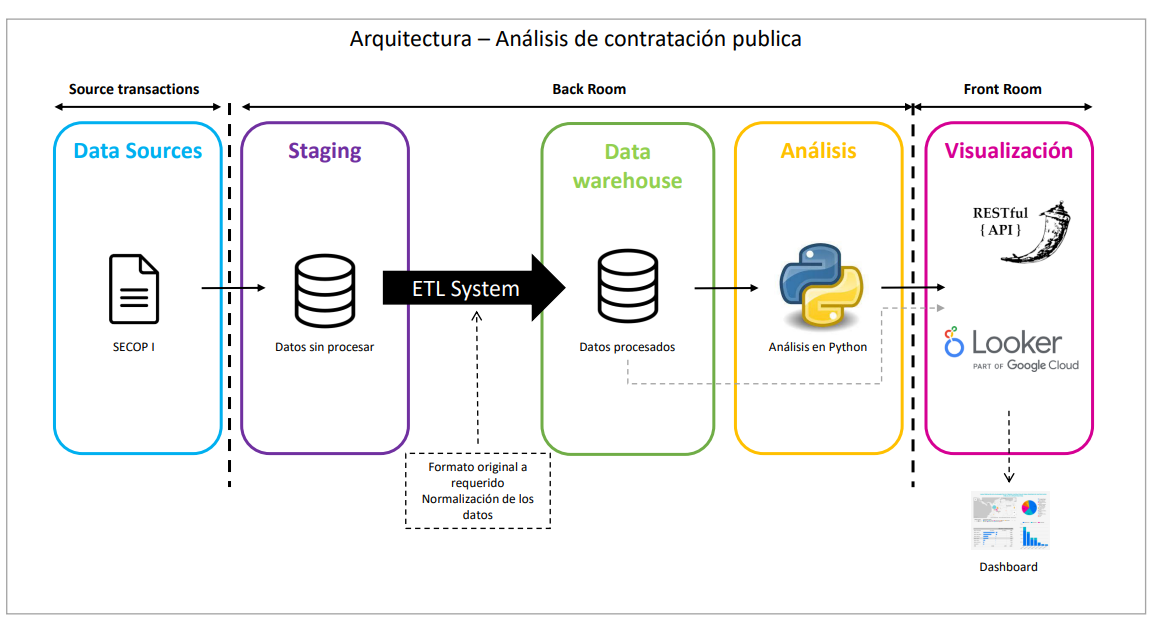 Arquitectura – Análisis de contratación publica
Source transactions
Back Room
Front Room
Data Sources
Staging
Data
warehouse
Análisis
Visualización
RESTful
{ API }
ETL System
SECOP I
Datos sin procesar
Datos procesados
Análisis en Python
Looker
PART OF Google Cloud
Formato original a
requerido
Normalización de los
datos
Dashboard